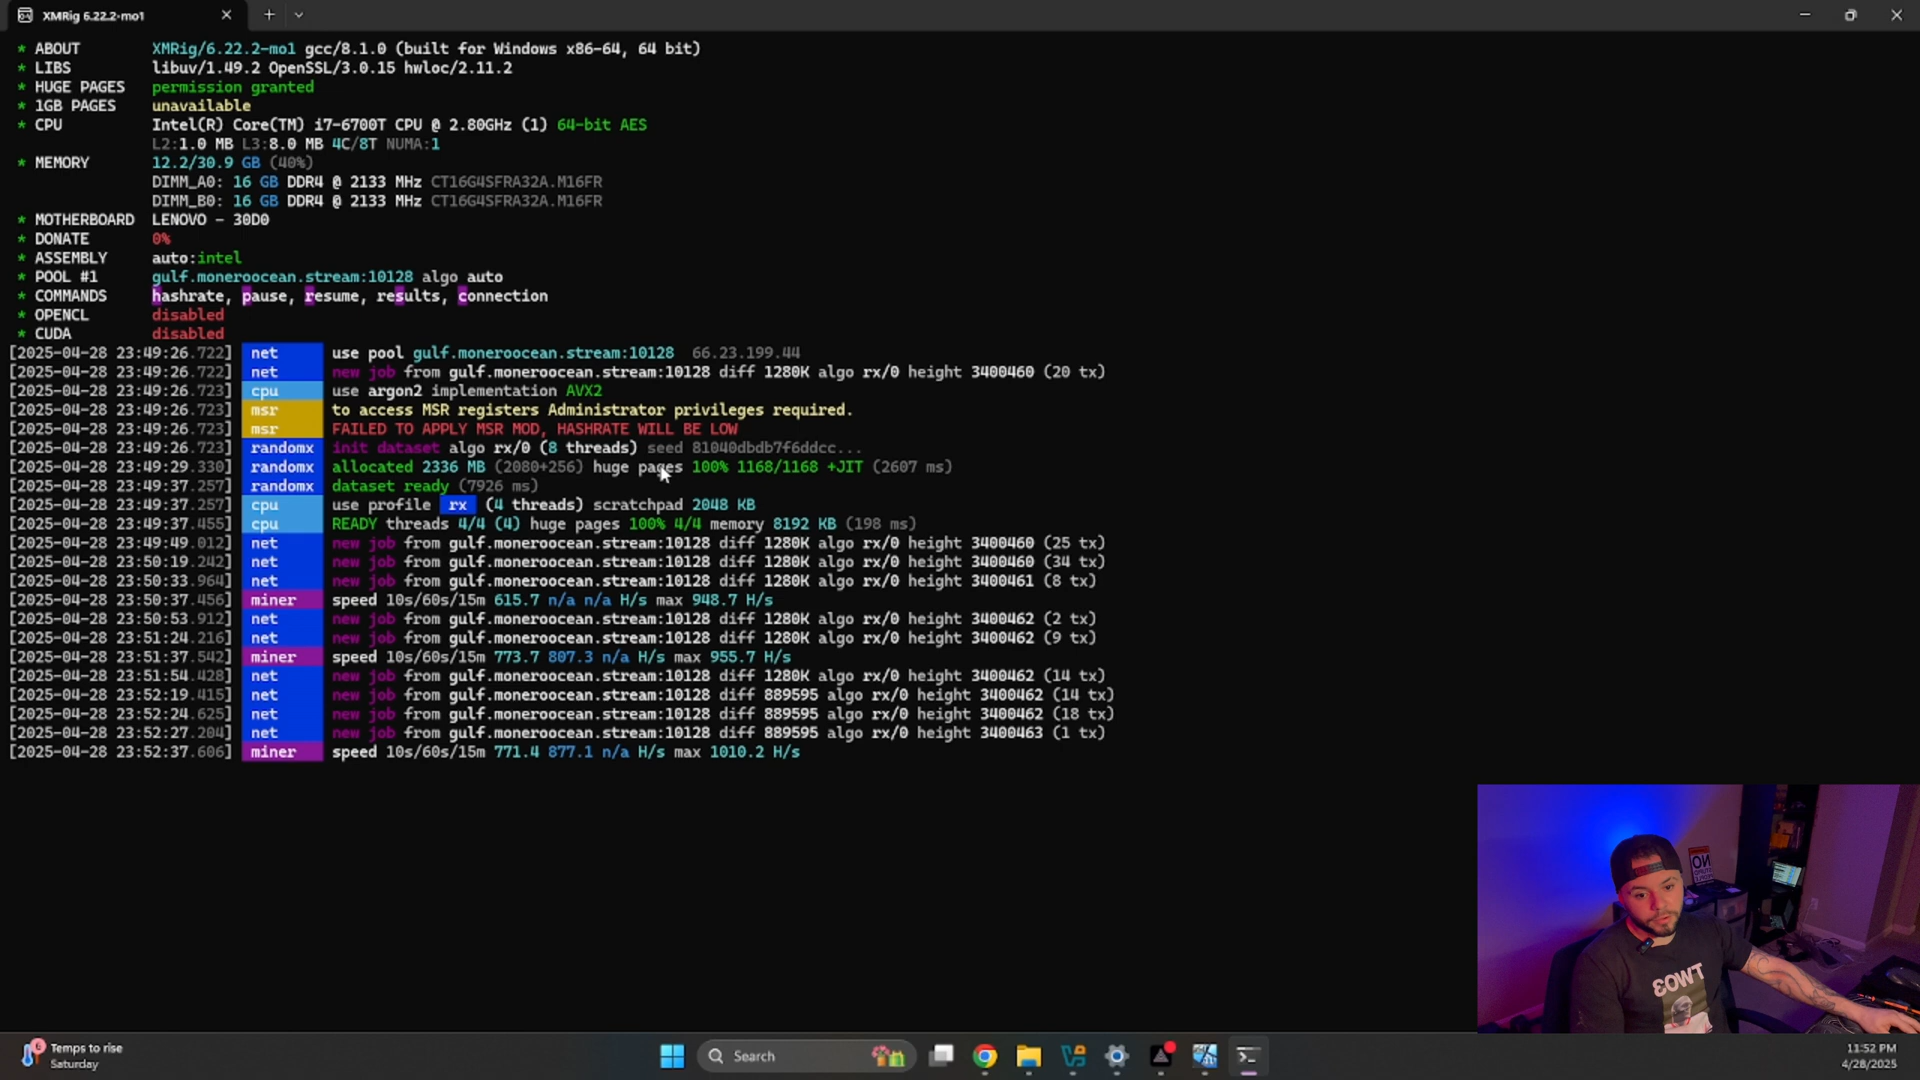 XMRig 6.22.2-mo1
* ABOUT XMRig/6.22.2-mo1 gcc/8.1.0 (built for Windows x86-64, 64 bit)
* LIBS libuv/1.49.2 OpenSSL/3.0.15 hwloc/2.11.2
* HUGE PAGES permission granted
* 1GB PAGES unavailable
* CPU Intel(R) Core(TM) i7-6700T CPU @ 2.80GHz (1) 64-bit AES
L2:1.0 MB L3:8.0 MB 4C/8T NUMA:1
* MEMORY 12.2/30.9 GB (40%)
DIMM_A0: 16 GB DDR4 @ 2133 MHz CT16G4SFRA32A.M16FR
DIMM_B0: 16 GB DDR4 @ 2133 MHz CT16G4SFRA32A.M16FR
* MOTHERBOARD LENOVO - 30D0
* DONATE 0%
* ASSEMBLY auto:intel
* POOL #1 gulf.moneroocean.stream:10128 algo auto
* COMMANDS hashrate, pause, resume, results, connection
* OPENCL disabled
* CUDA disabled
[2025-04-28 23:49:26.722] net use pool gulf.moneroocean.stream:10128 66.23.199.44
[2025-04-28 23:49:26.722] net new job from gulf.moneroocean.stream:10128 diff 1280K algo rx/0 height 3400460 (20 tx)
[2025-04-28 23:49:26.723] cpu use argon2 implementation AVX2
[2025-04-28 23:49:26.723] msr to access MSR registers Administrator privileges required.
[2025-04-28 23:49:26.723] msr FAILED TO APPLY MSR MOD, HASHRATE WILL BE LOW
[2025-04-28 23:49:26.723] randomx init dataset algo rx/0 (8 threads) seed 81040dbdb7f6ddcc...
[2025-04-28 23:49:29.330] randomx allocated 2336 MB (2080+256) huge pages 100% 1168/1168 +JIT (2607 ms)
[2025-04-28 23:49:37.257] randomx dataset ready (7926 ms)
[2025-04-28 23:49:37.257] cpu use profile rx (4 threads) scratchpad 2048 KB
[2025-04-28 23:49:37.455] cpu READY threads 4/4 (4) huge pages 100% 4/4 memory 8192 KB (198 ms)
[2025-04-28 23:49:49.012] net new job from gulf.moneroocean.stream:10128 diff 1280K algo rx/0 height 3400460 (25 tx)
[2025-04-28 23:50:19.242] net new job from gulf.moneroocean.stream:10128 diff 1280K algo rx/0 height 3400460 (34 tx)
[2025-04-28 23:50:33.964] net new job from gulf.moneroocean.stream:10128 diff 1280K algo rx/0 height 3400461 (8 tx)
[2025-04-28 23:50:37.456] miner speed 10s/60s/15m 615.7 n/a n/a H/s max 948.7 H/s
[2025-04-28 23:50:53.912] net new job from gulf.moneroocean.stream:10128 diff 1280K algo rx/0 height 3400462 (2 tx)
[2025-04-28 23:51:24.216] net new job from gulf.moneroocean.stream:10128 diff 1280K algo rx/0 height 3400462 (9 tx)
[2025-04-28 23:51:37.542] miner speed 10s/60s/15m 773.7 807.3 n/a H/s max 955.7 H/s
[2025-04-28 23:51:54.428] net new job from gulf.moneroocean.stream:10128 diff 1280K algo rx/0 height 3400462 (14 tx)
[2025-04-28 23:52:19.415] net new job from gulf.moneroocean.stream:10128 diff 889595 algo rx/0 height 3400462 (14 tx)
[2025-04-28 23:52:24.625] net new job from gulf.moneroocean.stream:10128 diff 889595 algo rx/0 height 3400462 (18 tx)
[2025-04-28 23:52:27.204] net new job from gulf.moneroocean.stream:10128 diff 889595 algo rx/0 height 3400463 (1 tx)
[2025-04-28 23:52:37.606] miner speed 10s/60s/15m 771.4 877.1 n/a H/s max 1010.2 H/s
Temps to rise
Saturday
Search
11:52 PM
4/28/2025